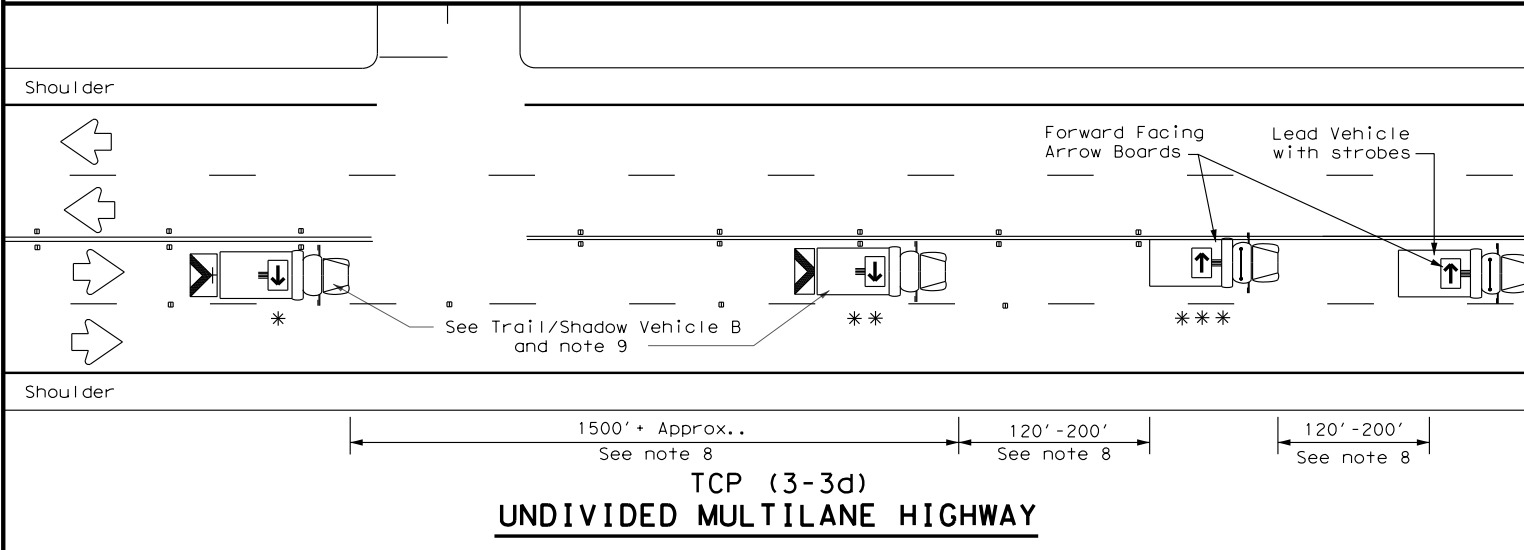 Shoulder
Forward Facing
Arrow Boards
Lead Vehicle
with strobes
*
**
***
See Trail/Shadow Vehicle B
and note 9
Shoulder
1500'+ Approx..
See note 8
120'-200'
See note 8
120'-200'
See note 8
TCP (3-3d)
UNDIVIDED MULTILANE HIGHWAY